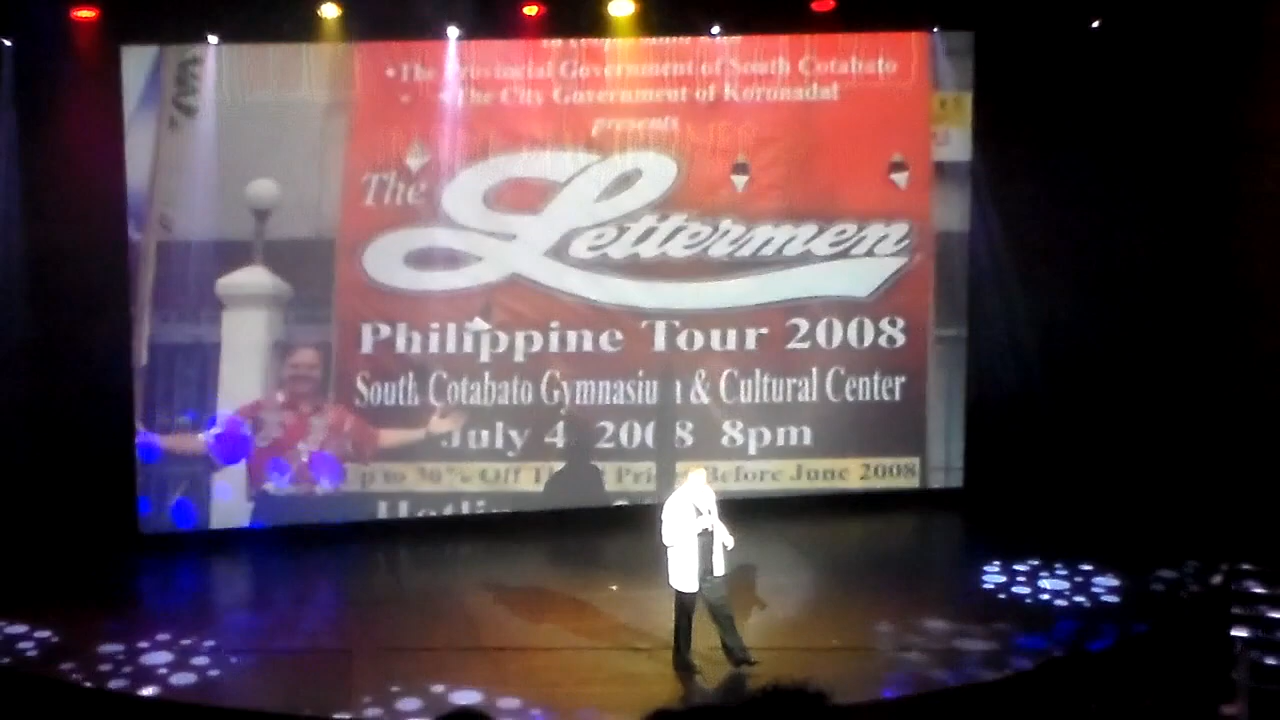 •The Provincial Government of South Cotabato
• The City Government of Koronadal
presents
The Lettermen
Philippine Tour 2008
South Cotabato Gymnasium & Cultural Center
July 4 2008 8pm
Before June 2008